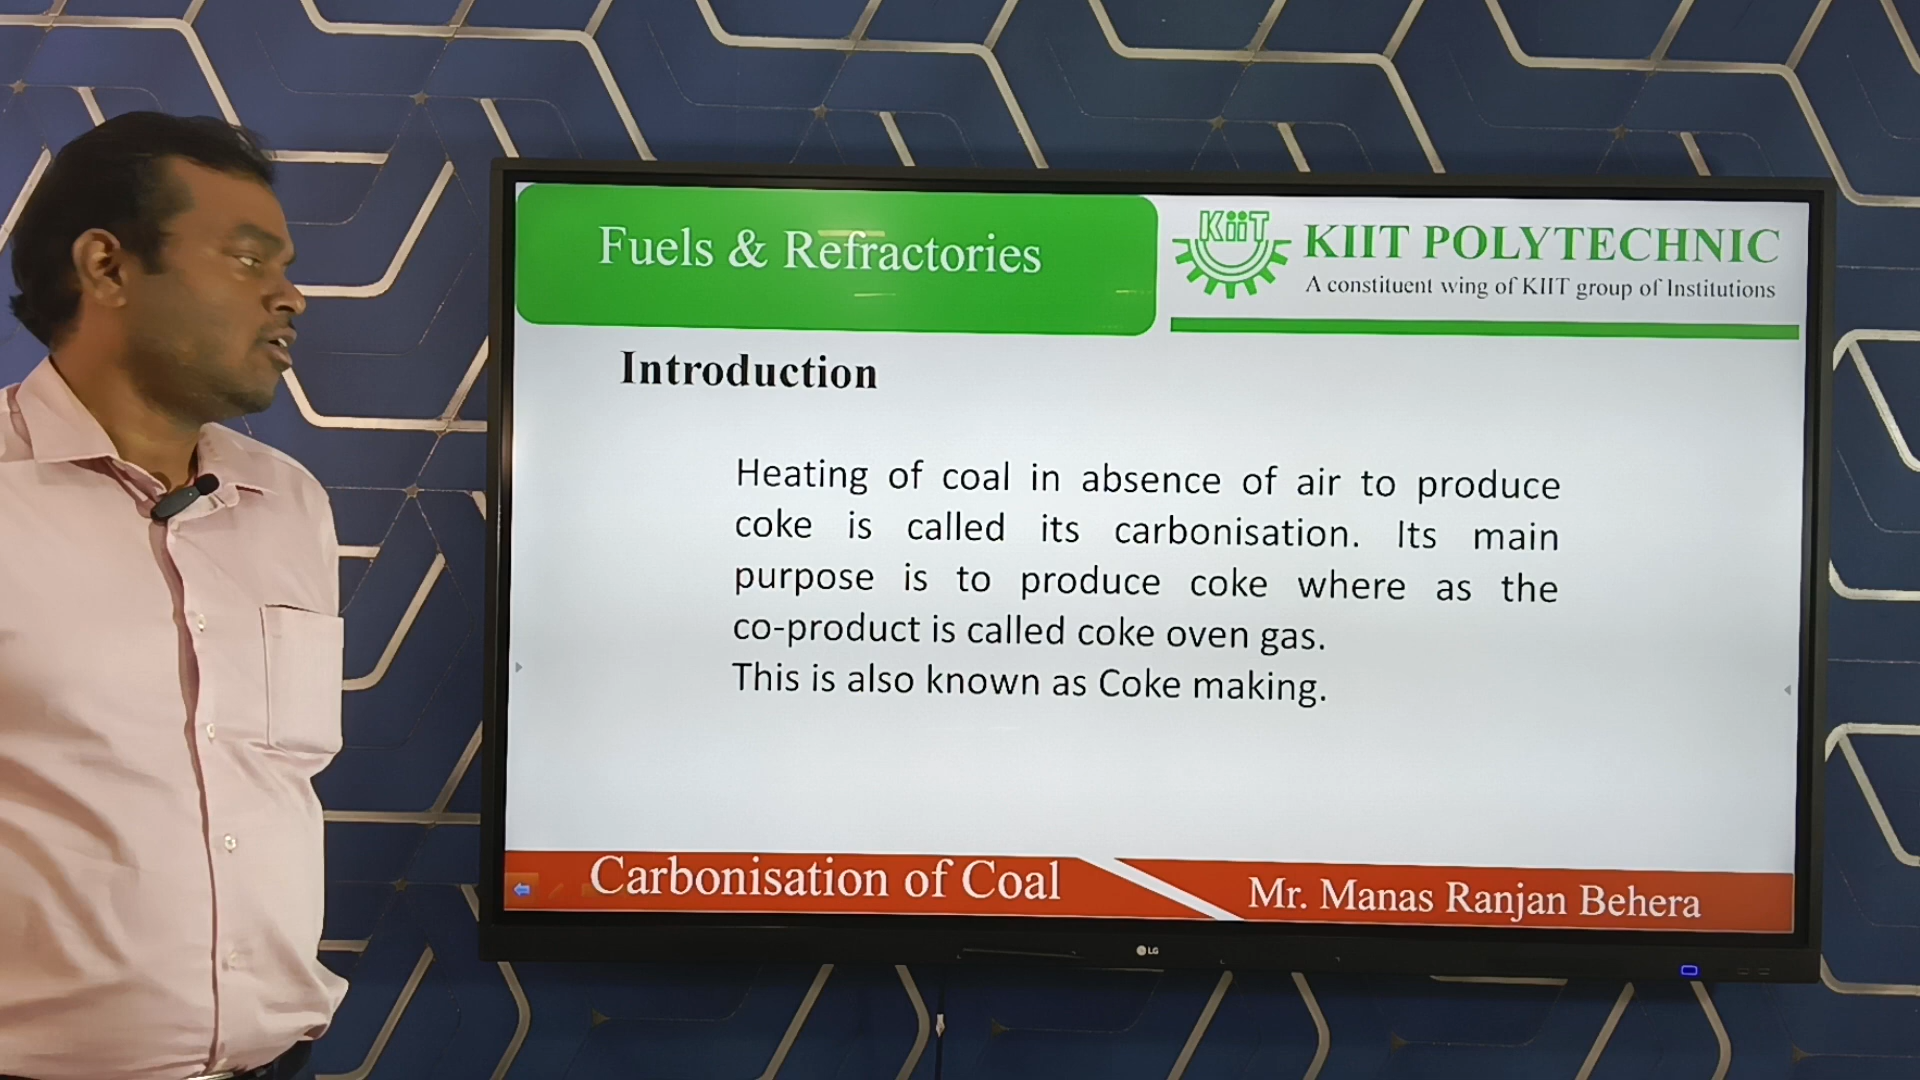 Fuels & Refractories
KiiT
KIIT POLYTECHNIC
A constituent wing of KIIT group of Institutions
Introduction
Heating of coal in absence of air to produce
coke is called its carbonisation. Its main
purpose is to produce coke where as the
co-product is called coke oven gas.
This is also known as Coke making.
Carbonisation of Coal
Mr. Manas Ranjan Behera
LG